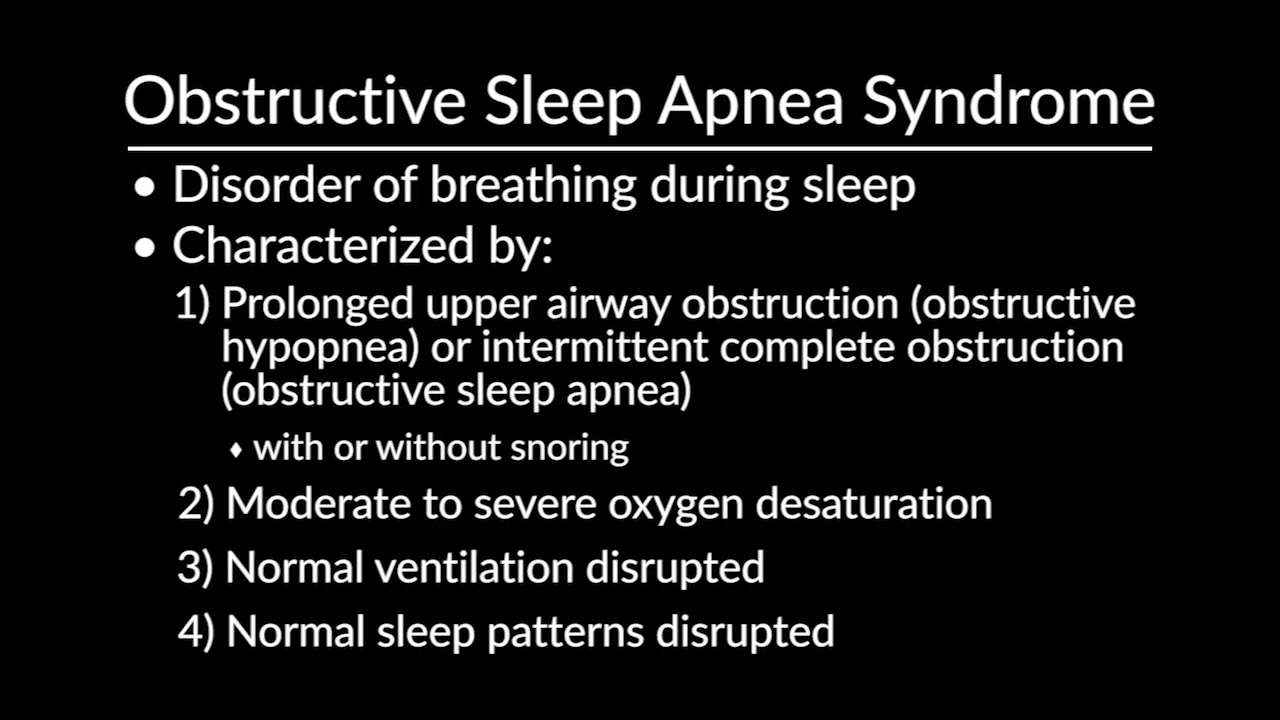 Obstructive Sleep Apnea Syndrome
• Disorder of breathing during sleep
• Characterized by:
1) Prolonged upper airway obstruction (obstructive
hypopnea) or intermittent complete obstruction
(obstructive sleep apnea)
♦ with or without snoring
2) Moderate to severe oxygen desaturation
3) Normal ventilation disrupted
4) Normal sleep patterns disrupted